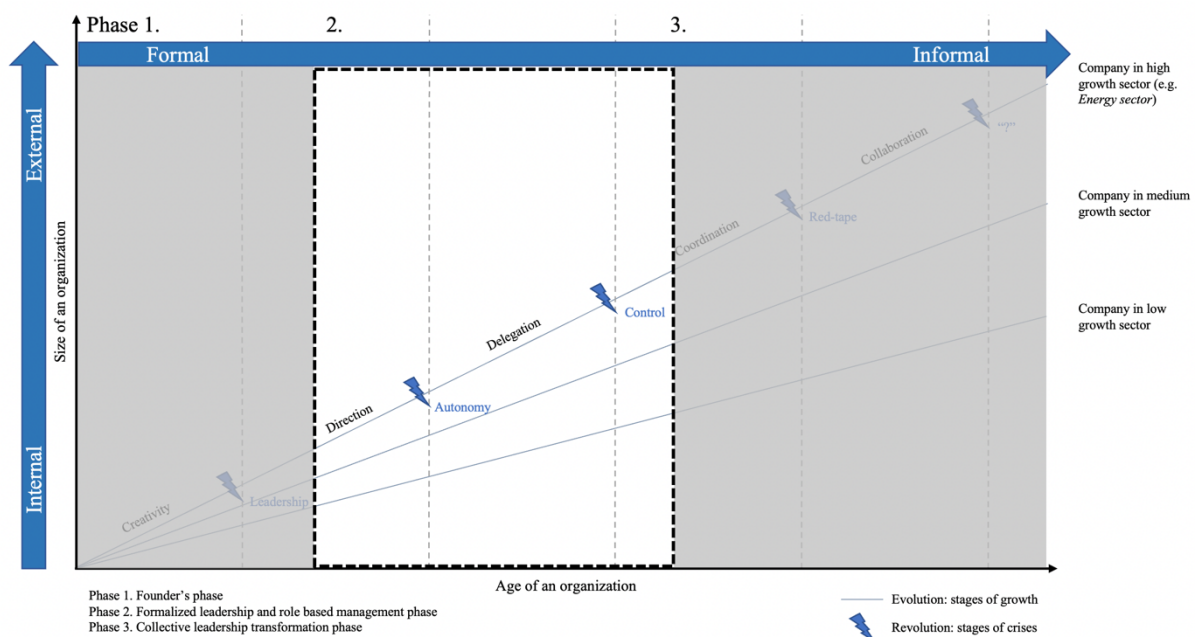 Phase 1.
2.
3.
Formal
Informal
External
Internal
Size of an organization
Company in high
growth sector (e.g.
Energy sector)
"?"
Collaboration
Company in medium
growth sector
Red-tape
Coordination
Company in low
growth sector
Control
Delegation
Autonomy
Direction
Leadership
Creativity
Age of an organization
Phase 1. Founder's phase
Phase 2. Formalized leadership and role based management phase
Phase 3. Collective leadership transformation phase
Evolution: stages of growth
Revolution: stages of crises